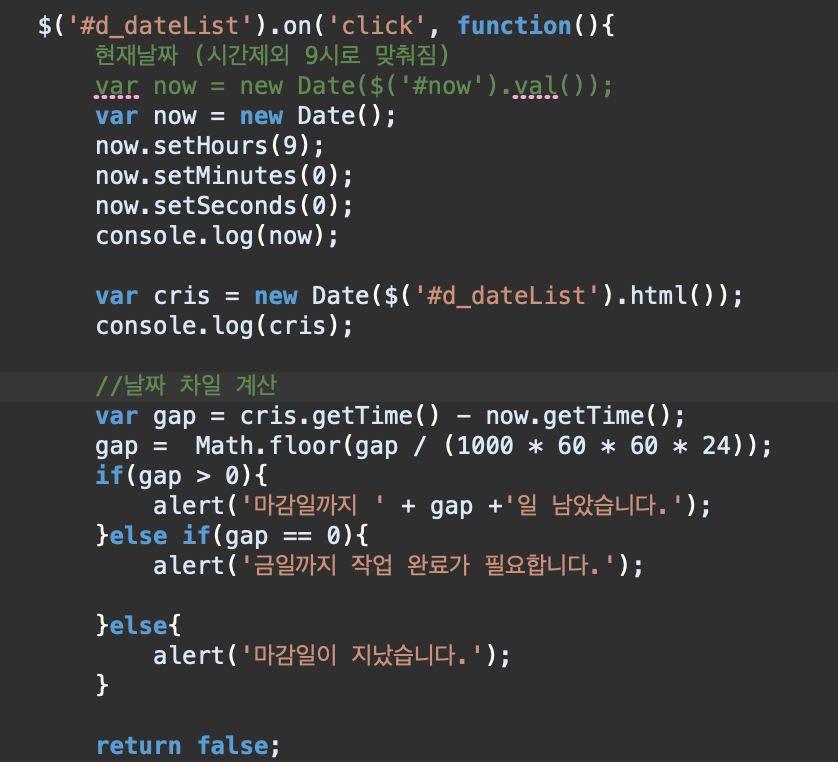 $('#d_dateList').on('click', function(){
현재날짜 (시간제외 9시로 맞춰짐)
var now = new Date($('#now').val());
var now = new Date();
now.setHours(9);
now.setMinutes(0);
now.setSeconds(0);
console.log(now);
var cris = new Date($('#d_dateList').html());
console.log(cris);
//날짜 차일 계산
var gap = cris.getTime() - now.getTime();
gap =  Math.floor(gap / (1000 * 60 * 60 * 24));
if(gap > 0){
alert('마감일까지 ' + gap +'일 남았습니다.');
}else if(gap == 0){
alert('금일까지 작업 완료가 필요합니다.');
}else{
alert('마감일이 지났습니다.');
}
return false;